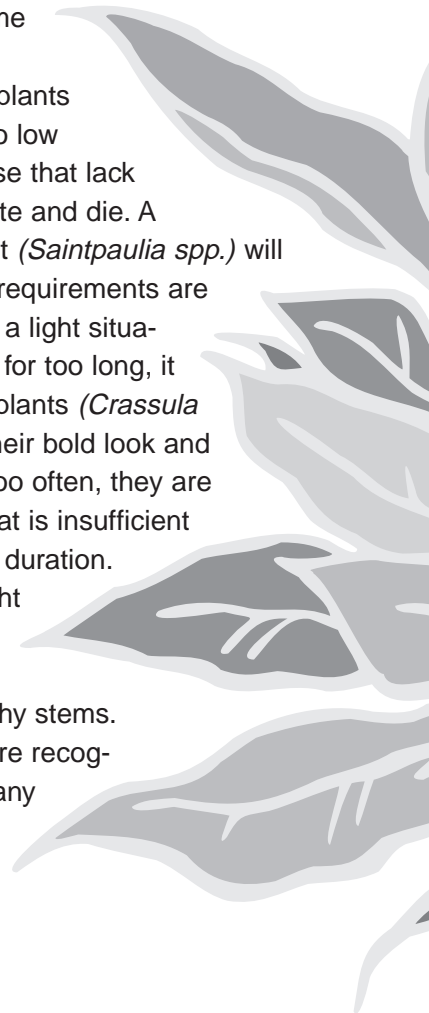 me
plants
o low
se that lack
te and die. A
t (Saintpaulia spp.) will
requirements are
a light situa-
for too long, it
plants (Crassula
heir bold look and
oo often, they are
at is insufficient
duration.
ht
hy stems.
re recog-
any